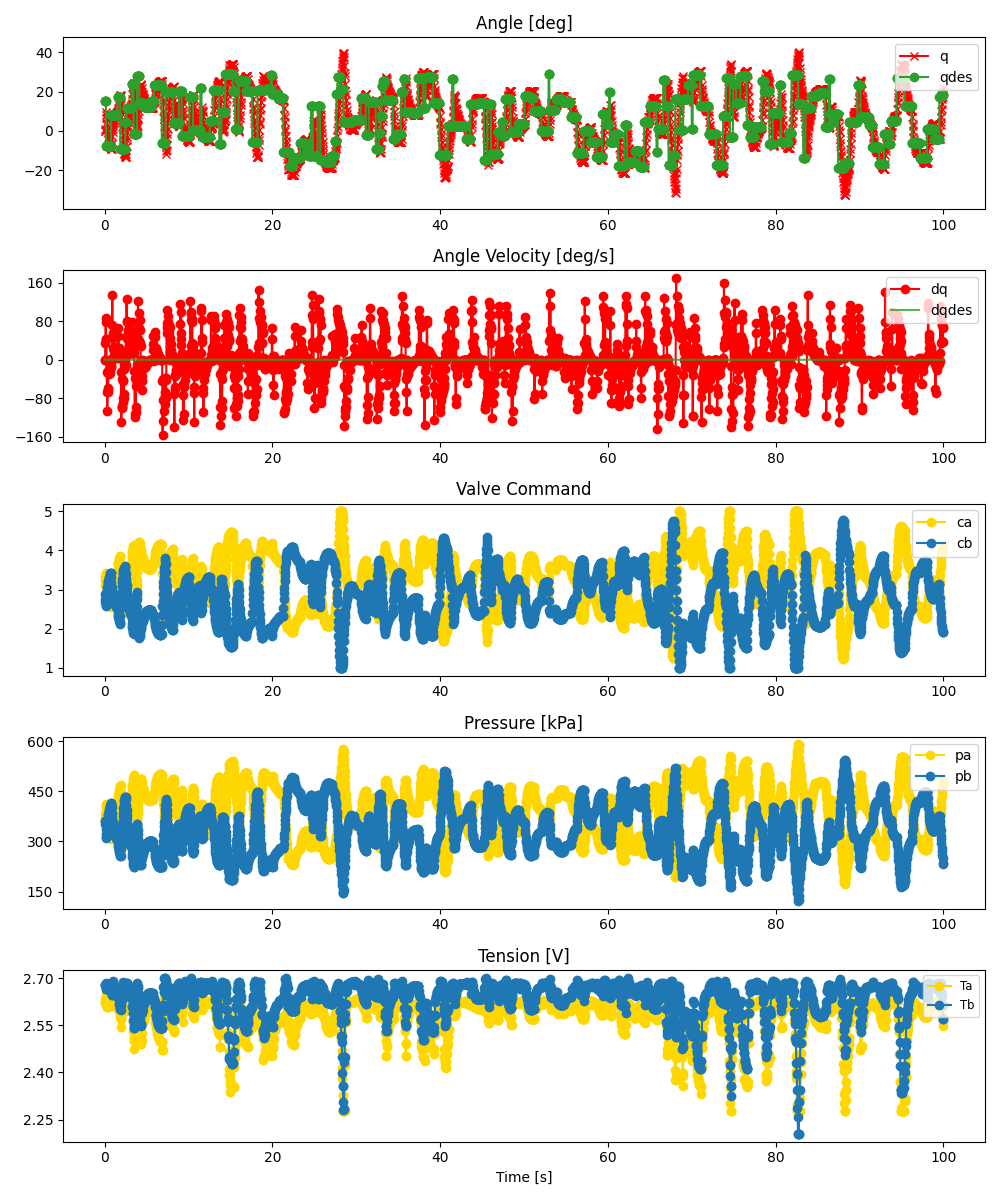 Angle [deg]
40
20
0
−20
q
qdes
0 20 40 60 80 100
Angle Velocity [deg/s]
160
80
0
−80
−160
dq
dqdes
0 20 40 60 80 100
Valve Command
5
4
3
2
1
ca
cb
0 20 40 60 80 100
Pressure [kPa]
600
450
300
150
pa
pb
0 20 40 60 80 100
Tension [V]
2.70
2.55
2.40
2.25
Ta
Tb
0 20 40 60 80 100
Time [s]